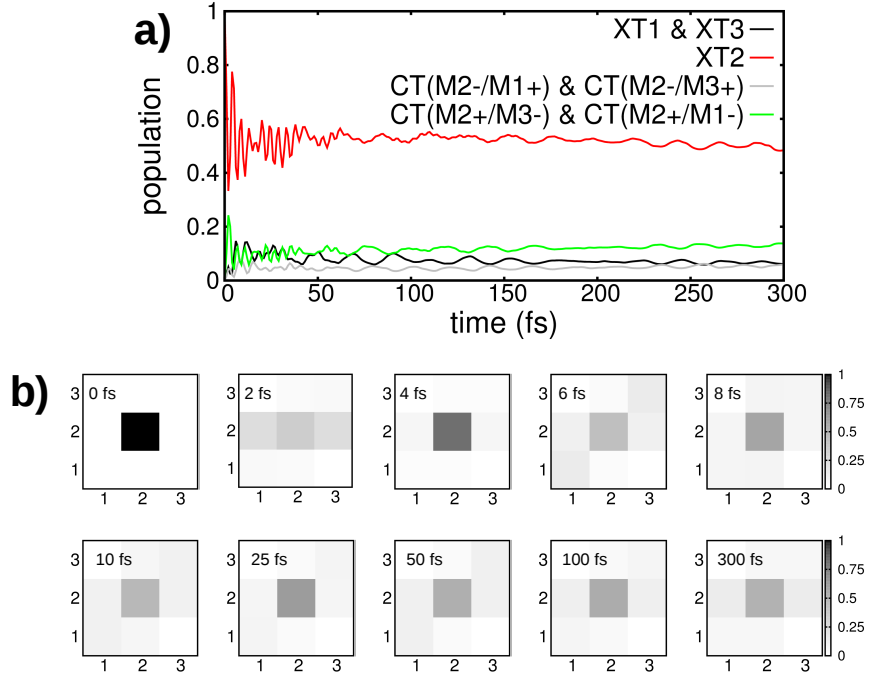 a)
1
0.8
0.6
0.4
0.2
0
population
XT1 & XT3
XT2
CT(M2-/M1+) & CT(M2-/M3+)
CT(M2+/M3-) & CT(M2+/M1-)
0 50 100 150 200 250 300
time (fs)
b)
3 0 fs 3 2 fs 3 4 fs 3 6 fs 3 8 fs 1
0.75
2 2 2 2 2 0.5
0.25
1 1 1 1 1
0
1 2 3 1 2 3 1 2 3 1 2 3 1 2 3
3 10 fs 3 25 fs 3 50 fs 3 100 fs 3 300 fs 1
0.75
2 2 2 2 2 0.5
0.25
1 1 1 1 1
0
1 2 3 1 2 3 1 2 3 1 2 3 1 2 3